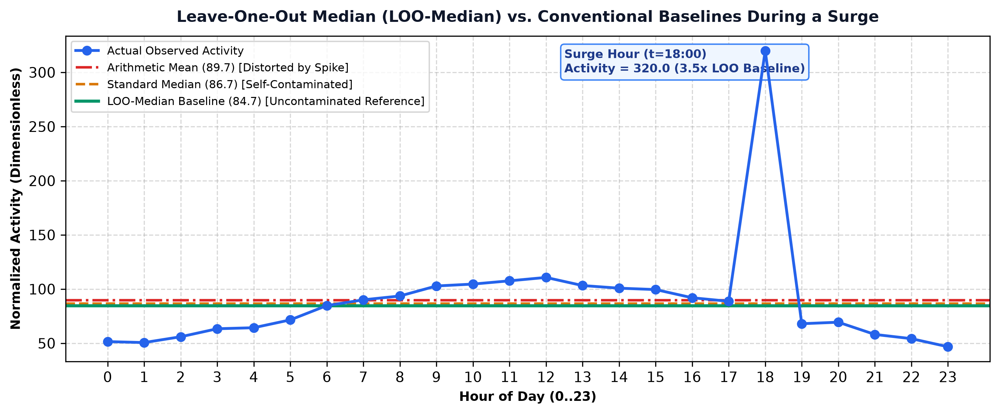 Leave-One-Out Median (LOO-Median) vs. Conventional Baselines During a Surge
Actual Observed Activity
Arithmetic Mean (89.7) [Distorted by Spike]
Standard Median (86.7) [Self-Contaminated]
LOO-Median Baseline (84.7) [Uncontaminated Reference]
Surge Hour (t=18:00)
Activity = 320.0 (3.5x LOO Baseline)
Normalized Activity (Dimensionless)
300
250
200
150
100
50
0 1 2 3 4 5 6 7 8 9 10 11 12 13 14 15 16 17 18 19 20 21 22 23
Hour of Day (0..23)